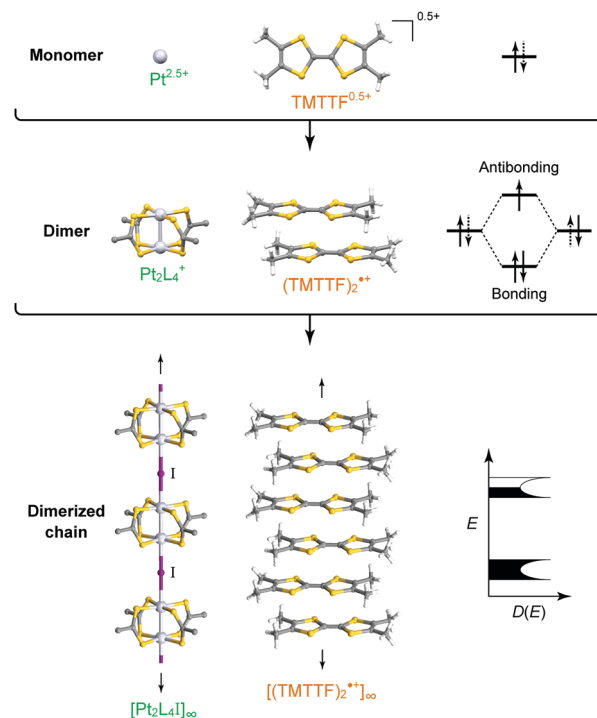 Monomer
Pt2.5+
0.5+
TMTTF0.5+
Dimer
Pt2L4+
(TMTTF)2•+
Antibonding
Bonding
Dimerized
chain
I
I
E
D(E)
[Pt2L4I]∞
[(TMTTF)2•+]∞